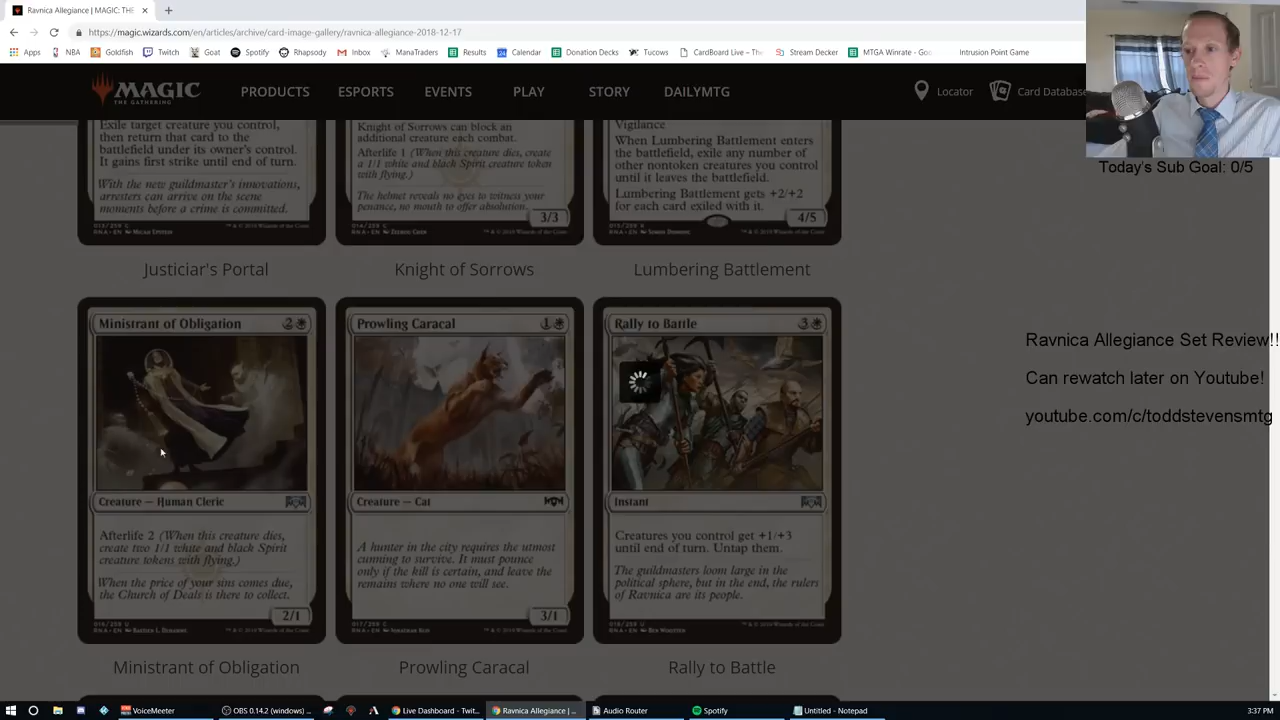 Ravnica Allegiance | MAGIC: THE
https://magic.wizards.com/en/articles/archive/card-image-gallery/ravnica-allegiance-2018-12-17
Apps NBA Goldfish Twitch Goat Spotify Rhapsody Inbox ManaTraders Results Calendar Donation Decks Tucows CardBoard Live – The Stream Decker MTGA Winrate - Goo Intrusion Point Game
MAGIC
THE GATHERING
PRODUCTS ESPORTS EVENTS PLAY STORY DAILYMTG Locator Card Database
Today's Sub Goal: 0/5
Exile target creature you control,
then return that card to the
battlefield under its owner's control.
It gains first strike until end of turn.
With the new guildmaster's innovations,
arresters can arrive on the scene
moments before a crime is committed.
Knight of Sorrows can block an
additional creature each combat.
Afterlife 1 (When this creature dies,
create a 1/1 white and black Spirit
creature token with flying.)
The helmet reveals no eyes to witness your
penance, no mouth to offer absolution.
3/3
Vigilance
When Lumbering Battlement enters
the battlefield, exile any number of
other nontoken creatures you control
until it leaves the battlefield.
Lumbering Battlement gets +2/+2
for each card exiled with it.
4/5
Justiciar's Portal
Knight of Sorrows
Lumbering Battlement
Ministrant of Obligation 2
Creature — Human Cleric
Afterlife 2 (When this creature dies,
create two 1/1 white and black Spirit
creature tokens with flying.)
When the price of your sins comes due,
the Church of Deals is there to collect.
2/1
Prowling Caracal 1
Creature — Cat
A hunter in the city requires the utmost
cunning to survive. It must pounce
only if the kill is certain, and leave the
remains where no one will see.
3/1
Rally to Battle 3
Instant
Creatures you control get +1/+3
until end of turn. Untap them.
The guildmasters loom large in the
political sphere, but in the end, the rulers
of Ravnica are its people.
Ministrant of Obligation
Prowling Caracal
Rally to Battle
Ravnica Allegiance Set Review!!
Can rewatch later on Youtube!
youtube.com/c/toddstevensmtg
VoiceMeeter OBS 0.14.2 (windows) ... Live Dashboard - Twit... Ravnica Allegiance |... Audio Router Spotify Untitled - Notepad 3:37 PM